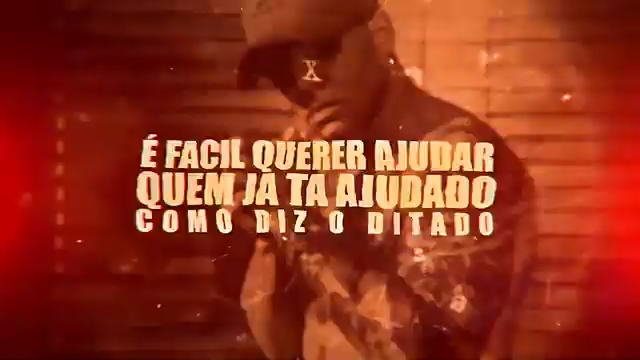 X
É FACIL QUERER AJUDAR
QUEM JÁ TA AJUDADO
COMO DIZ O DITADO